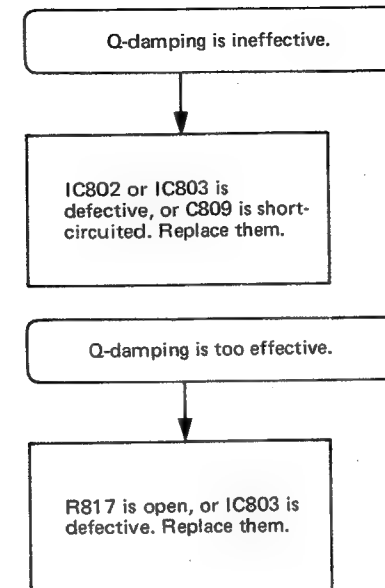 Q-damping is ineffective.
IC802 or IC803 is
defective, or C809 is short-
circuited. Replace them.
Q-damping is too effective.
R817 is open, or IC803 is
defective. Replace them.